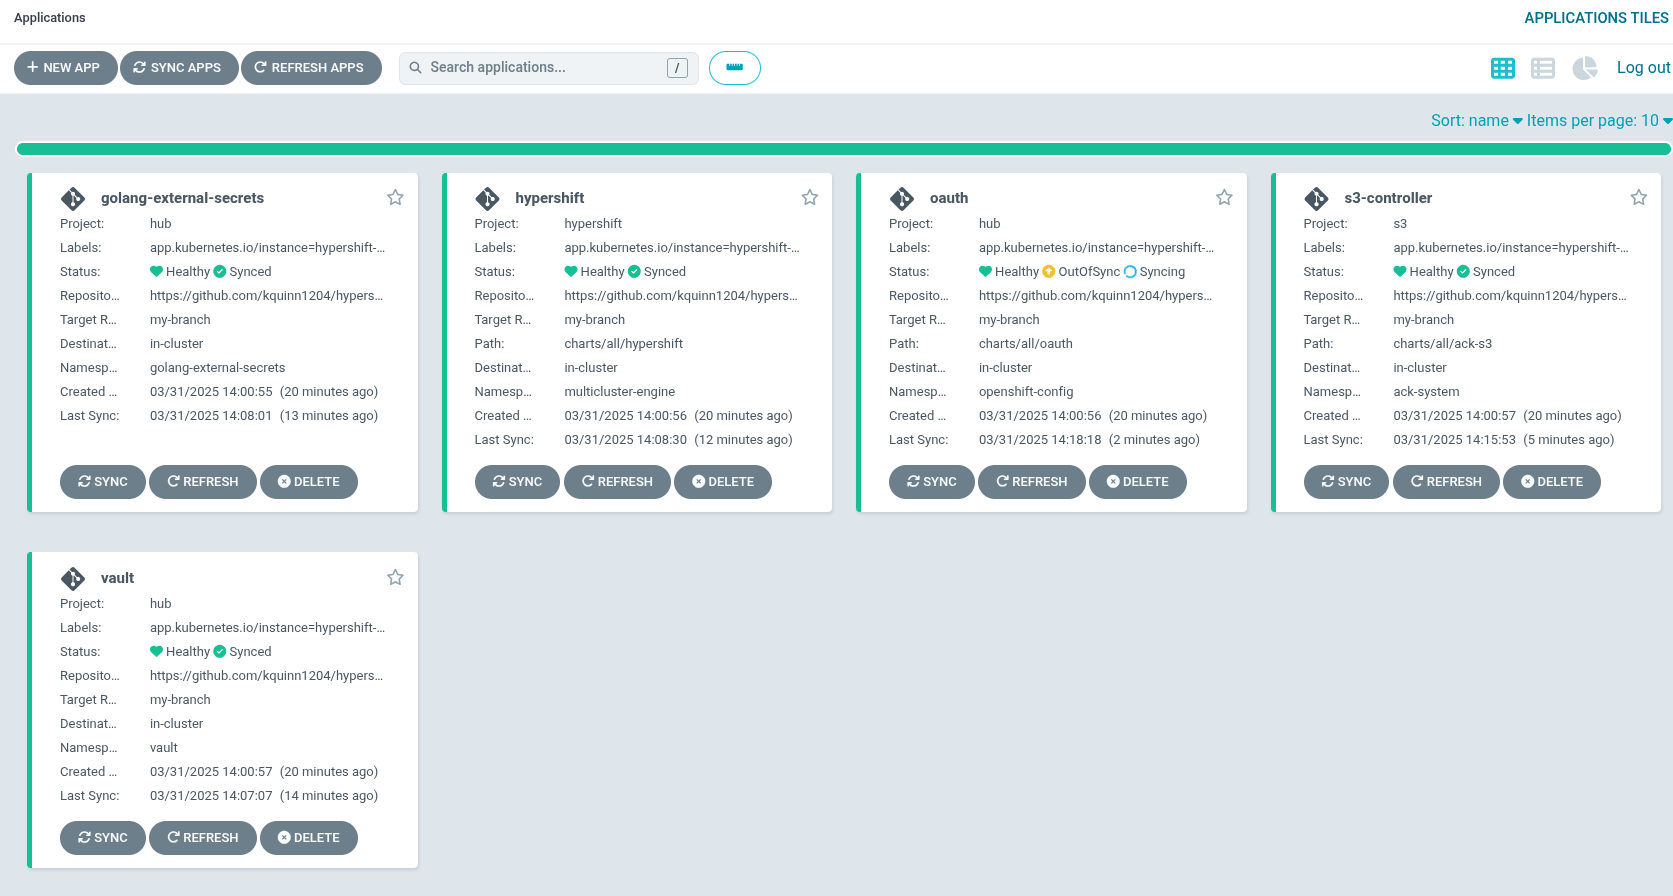 Applications
APPLICATIONS TILES
NEW APP SYNC APPS REFRESH APPS Search applications... / Log out
Sort: name Items per page: 10
golang-external-secrets
Project: hub
Labels: app.kubernetes.io/instance=hypershift-...
Status: Healthy Synced
Reposito... https://github.com/kquinn1204/hypers...
Target R... my-branch
Destinat... in-cluster
Namesp... golang-external-secrets
Created ... 03/31/2025 14:00:55 (20 minutes ago)
Last Sync: 03/31/2025 14:08:01 (13 minutes ago)
SYNC REFRESH DELETE
hypershift
Project: hypershift
Labels: app.kubernetes.io/instance=hypershift-...
Status: Healthy Synced
Reposito... https://github.com/kquinn1204/hypers...
Target R... my-branch
Path: charts/all/hypershift
Destinat... in-cluster
Namesp... multicluster-engine
Created ... 03/31/2025 14:00:56 (20 minutes ago)
Last Sync: 03/31/2025 14:08:30 (12 minutes ago)
SYNC REFRESH DELETE
oauth
Project: hub
Labels: app.kubernetes.io/instance=hypershift-...
Status: Healthy OutOfSync Syncing
Reposito... https://github.com/kquinn1204/hypers...
Target R... my-branch
Path: charts/all/oauth
Destinat... in-cluster
Namesp... openshift-config
Created ... 03/31/2025 14:00:56 (20 minutes ago)
Last Sync: 03/31/2025 14:18:18 (2 minutes ago)
SYNC REFRESH DELETE
s3-controller
Project: s3
Labels: app.kubernetes.io/instance=hypershift-...
Status: Healthy Synced
Reposito... https://github.com/kquinn1204/hypers...
Target R... my-branch
Path: charts/all/ack-s3
Destinat... in-cluster
Namesp... ack-system
Created ... 03/31/2025 14:00:57 (20 minutes ago)
Last Sync: 03/31/2025 14:15:53 (5 minutes ago)
SYNC REFRESH DELETE
vault
Project: hub
Labels: app.kubernetes.io/instance=hypershift-...
Status: Healthy Synced
Reposito... https://github.com/kquinn1204/hypers...
Target R... my-branch
Destinat... in-cluster
Namesp... vault
Created ... 03/31/2025 14:00:57 (20 minutes ago)
Last Sync: 03/31/2025 14:07:07 (14 minutes ago)
SYNC REFRESH DELETE